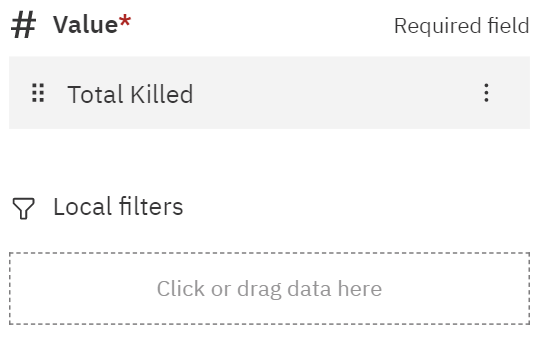 # Value* Required field
Total Killed
Local filters
Click or drag data here